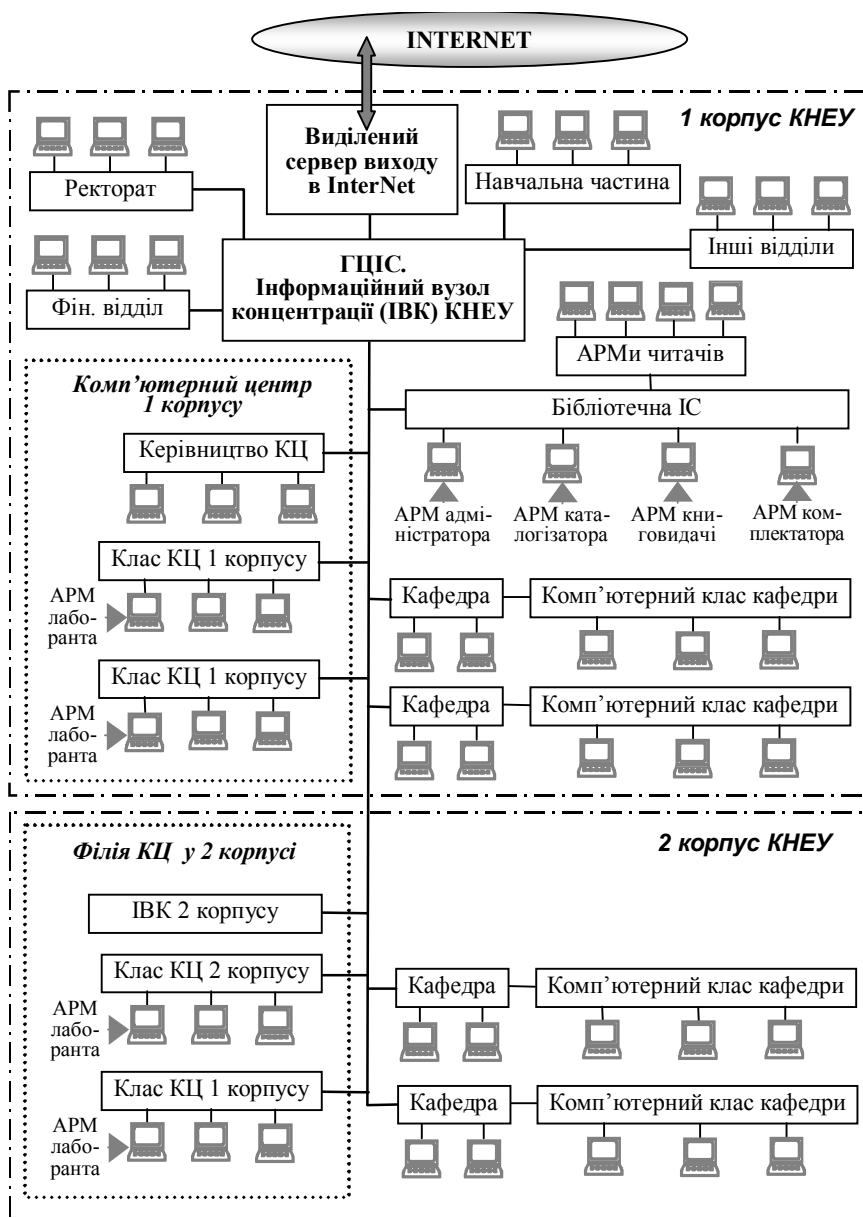 INTERNET
1 корпус КНЕУ
Виділений
сервер виходу
в InterNet
Ректорат
Навчальна частина
Інші відділи
Фін. відділ
ГЦІС.
Інформаційний вузол
концентрації (ІВК) КНЕУ
АРМи читачів
Бібліотечна ІС
АРМ адмі-
ністратора
АРМ ката-
логізатора
АРМ кни-
говидачі
АРМ ком-
плектатора
Комп’ютерний центр
1 корпусу
Керівництво КЦ
Клас КЦ 1 корпусу
АРМ
лабо-
ранта
Кафедра
Комп’ютерний клас кафедри
Клас КЦ 1 корпусу
АРМ
лабо-
ранта
Кафедра
Комп’ютерний клас кафедри
2 корпус КНЕУ
Філія КЦ у 2 корпусі
ІВК 2 корпусу
Клас КЦ 2 корпусу
АРМ
лабо-
ранта
Кафедра
Комп’ютерний клас кафедри
Клас КЦ 1 корпусу
АРМ
лабо-
ранта
Кафедра
Комп’ютерний клас кафедри